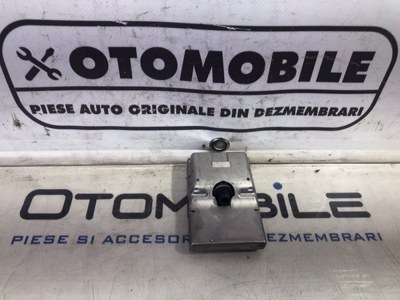 OTOMOBILE
PIESE AUTO ORIGINALE DIN DEZMEMBRARI
OTOMOBILE
PIESE SI ACCESOR DEZMEMBRARI